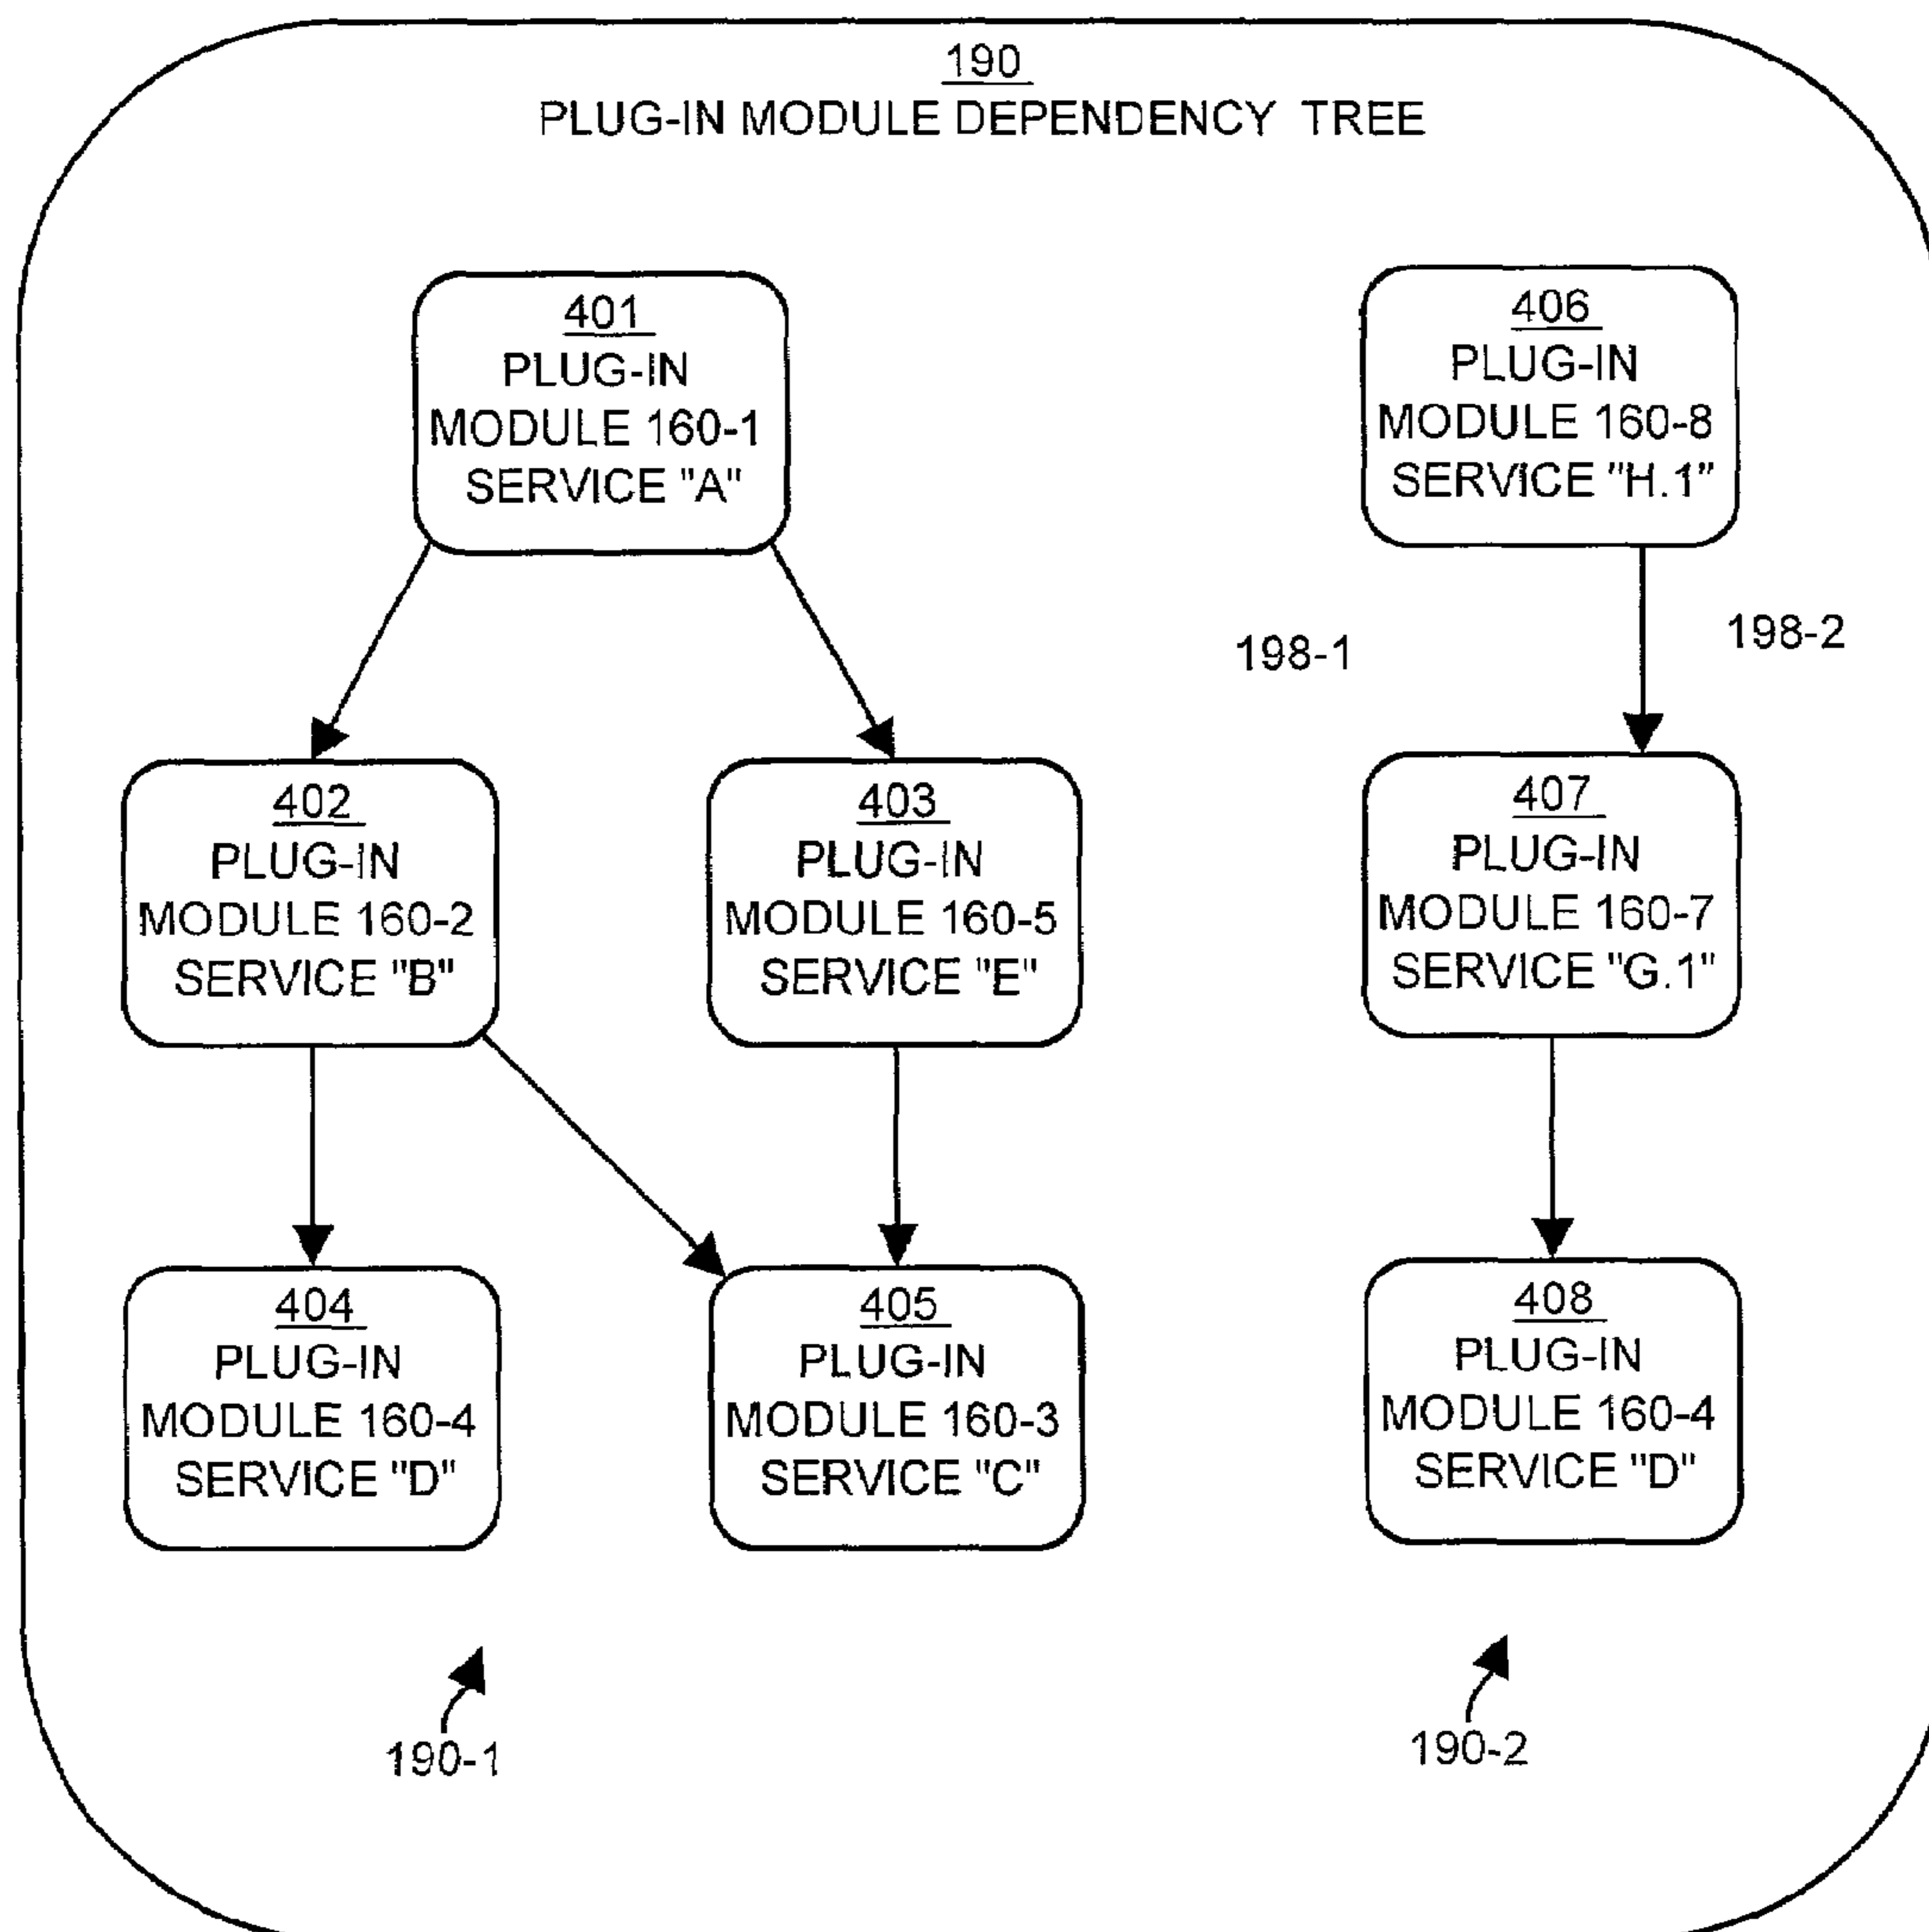 190
PLUG-IN MODULE DEPENDENCY TREE
401
PLUG-IN
MODULE 160-1
SERVICE "A"
406
PLUG-IN
MODULE 160-8
SERVICE "H.1"
198-1
198-2
402
PLUG-IN
MODULE 160-2
SERVICE "B"
403
PLUG-IN
MODULE 160-5
SERVICE "E"
407
PLUG-IN
MODULE 160-7
SERVICE "G.1"
404
PLUG-IN
MODULE 160-4
SERVICE "D"
405
PLUG-IN
MODULE 160-3
SERVICE "C"
408
PLUG-IN
MODULE 160-4
SERVICE "D"
190-1
190-2